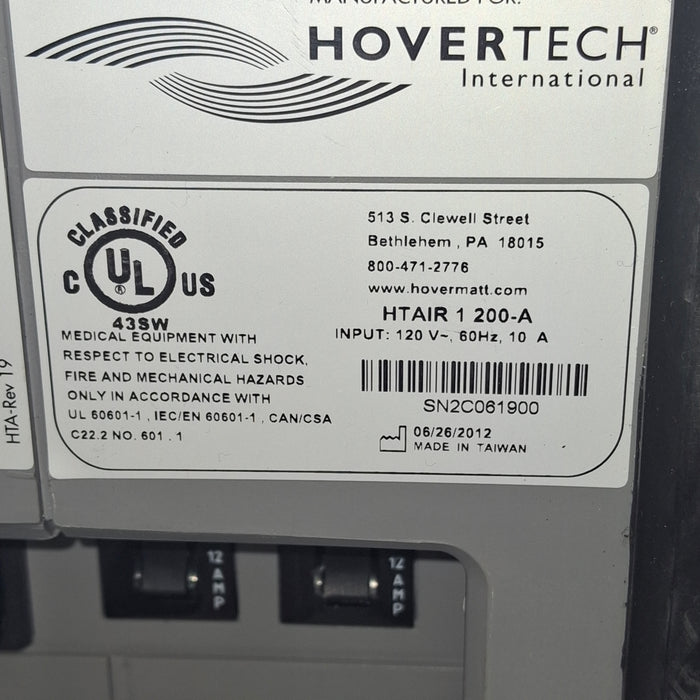 MANUFACTURED FOR:
HOVERTECH®
International
CLASSIFIED
C UL® US
43SW
MEDICAL EQUIPMENT WITH
RESPECT TO ELECTRICAL SHOCK,
FIRE AND MECHANICAL HAZARDS
ONLY IN ACCORDANCE WITH
UL 60601-1 , IEC/EN 60601-1 , CAN/CSA
C22.2 NO. 601 . 1
513 S. Clewell Street
Bethlehem , PA 18015
800-471-2776
www.hovermatt.com
HTAIR 1 200-A
INPUT: 120 V~, 60Hz, 10 A
SN2C061900
06/26/2012
MADE IN TAIWAN
HTA-Rev 19
12 AMP
12 AMP